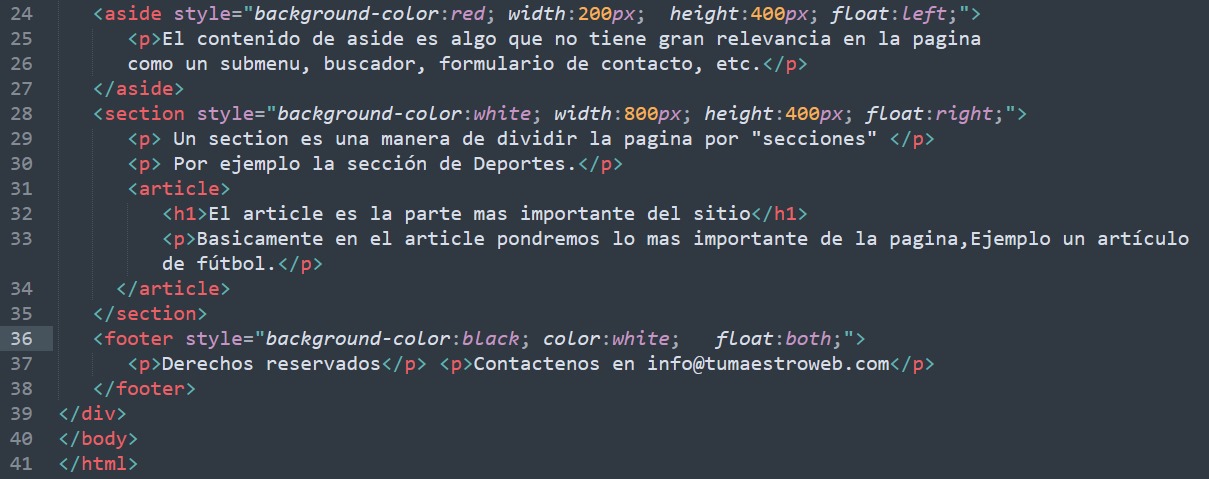 24 <aside style="background-color:red; width:200px;  height:400px; float:left;">
25 <p>El contenido de aside es algo que no tiene gran relevancia en la pagina
26 como un submenu, buscador, formulario de contacto, etc.</p>
27 </aside>
28 <section style="background-color:white; width:800px; height:400px; float:right;">
29 <p> Un section es una manera de dividir la pagina por "secciones" </p>
30 <p> Por ejemplo la sección de Deportes.</p>
31 <article>
32 <h1>El article es la parte mas importante del sitio</h1>
33 <p>Basicamente en el article pondremos lo mas importante de la pagina,Ejemplo un artículo
de fútbol.</p>
34 </article>
35 </section>
36 <footer style="background-color:black; color:white;   float:both;">
37 <p>Derechos reservados</p> <p>Contactenos en info@tumaestroweb.com</p>
38 </footer>
39 </div>
40 </body>
41 </html>